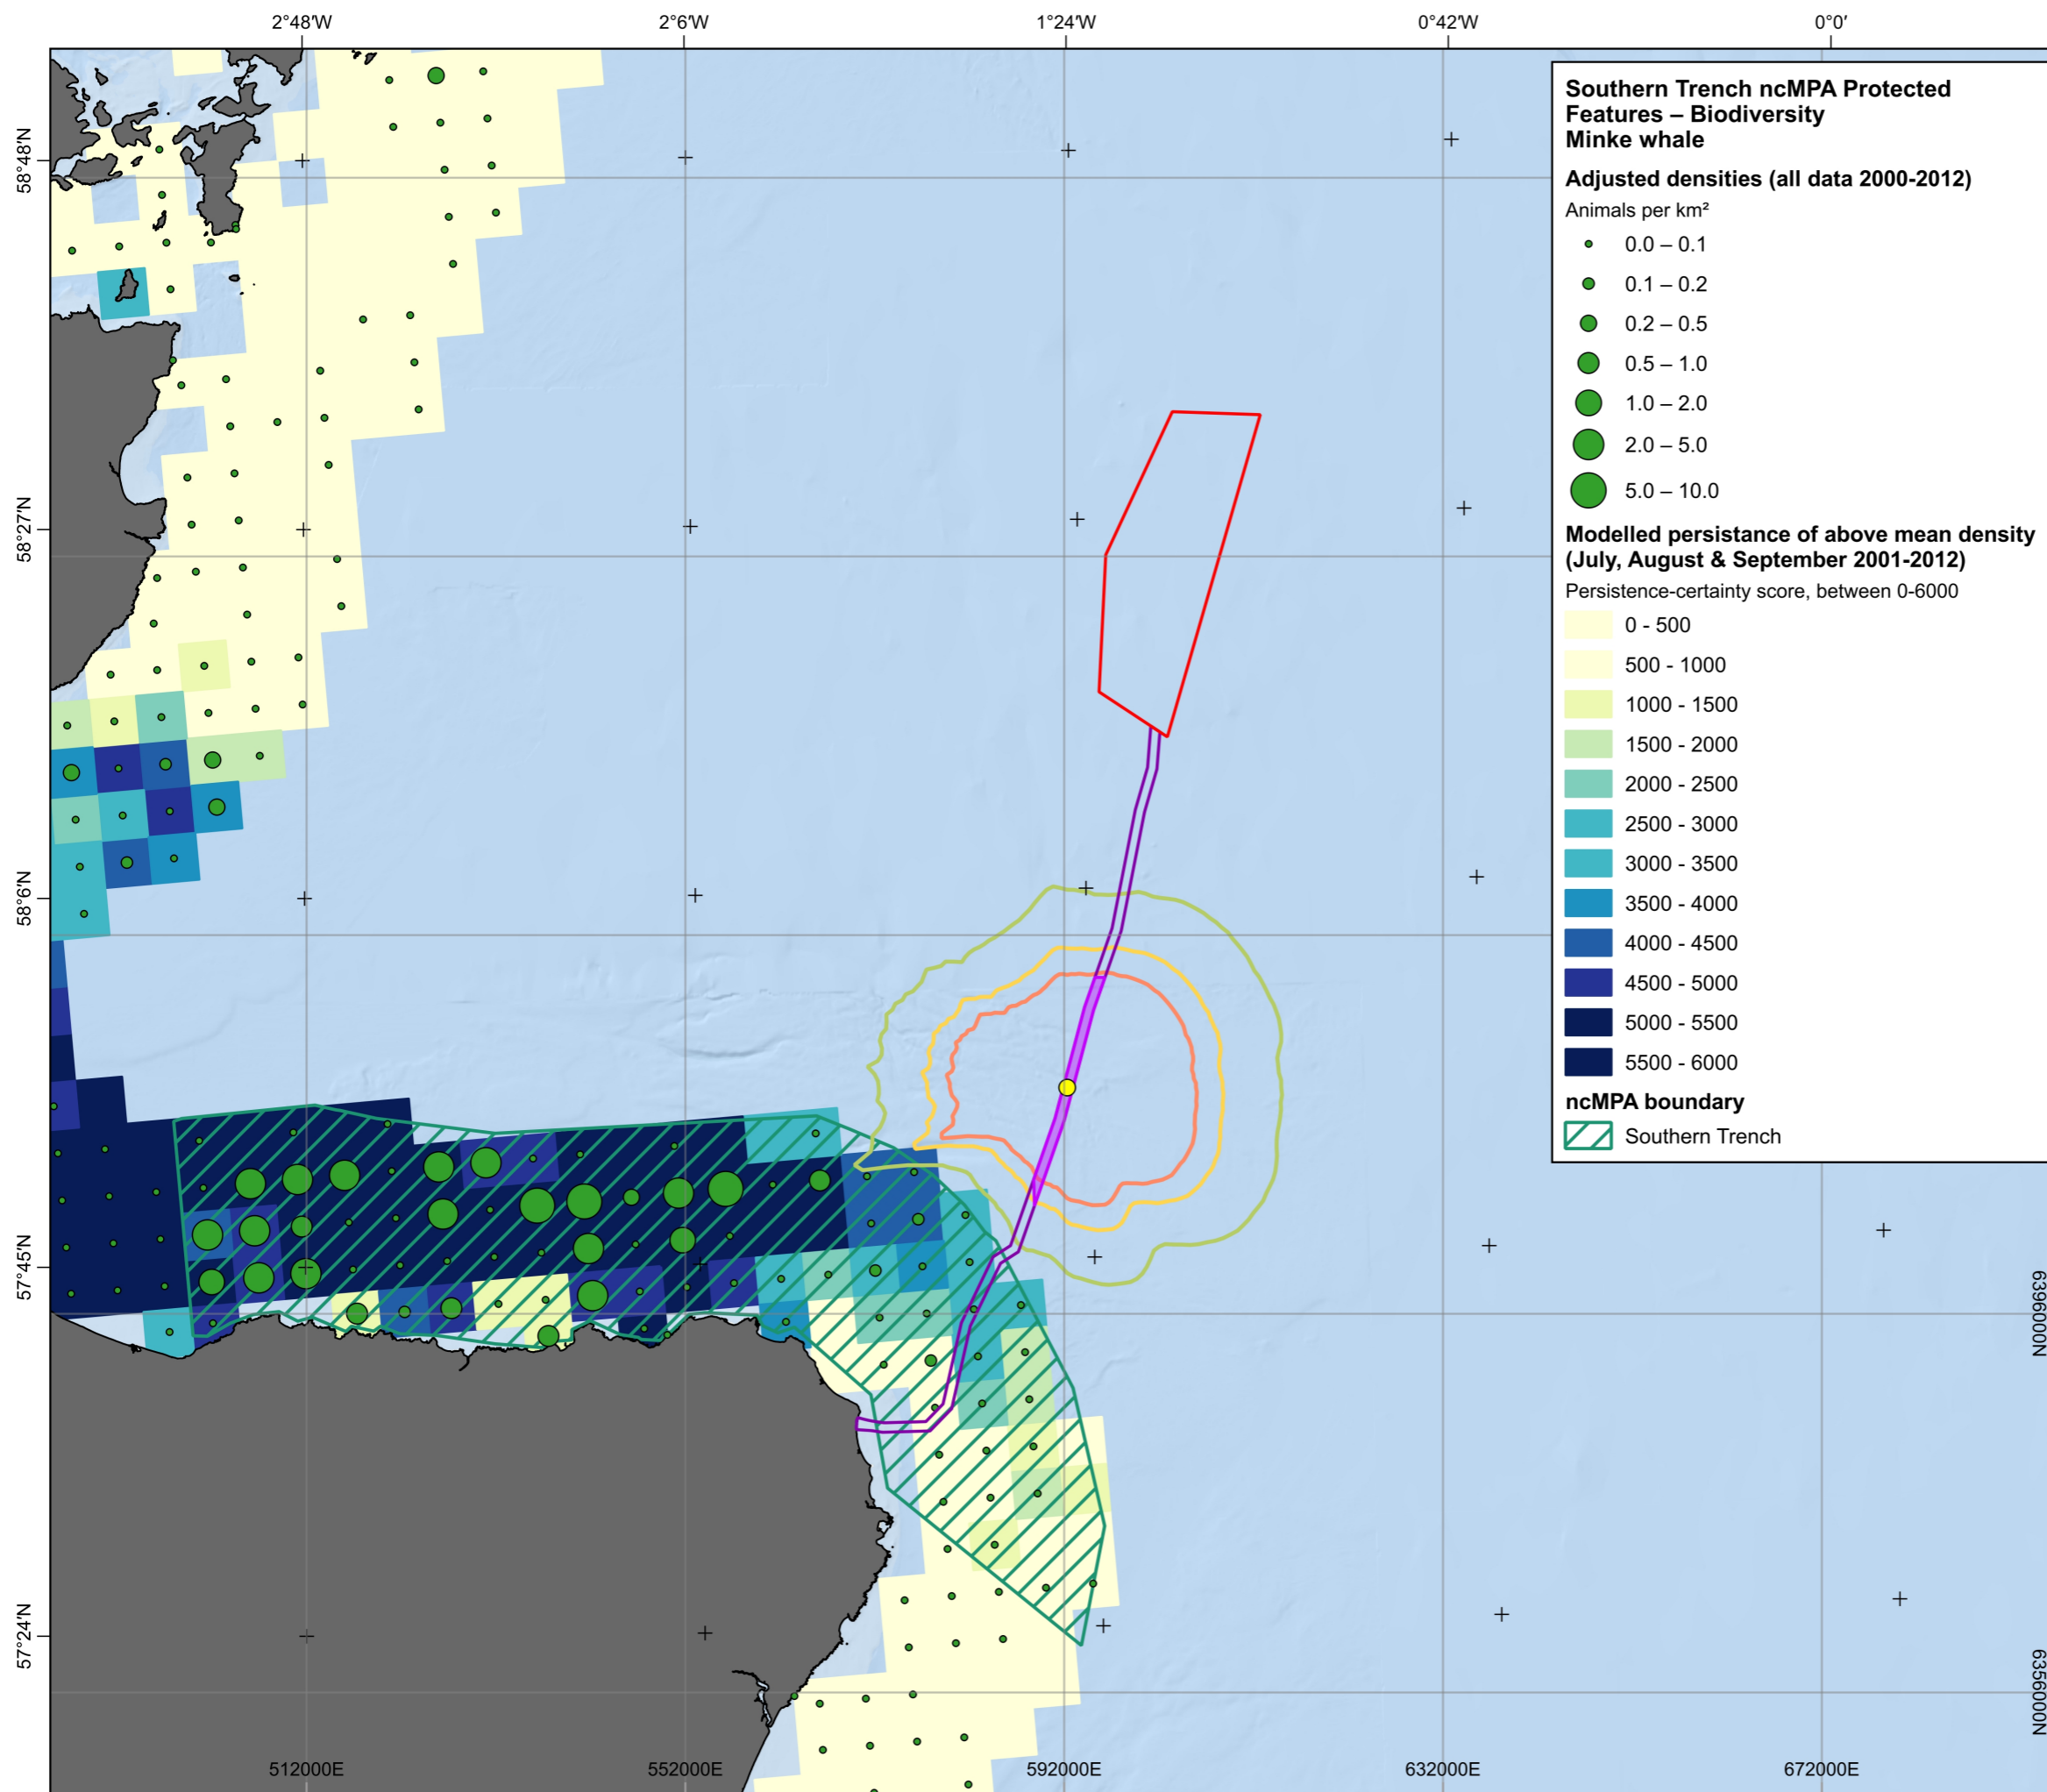 2°48′W
2°6′W
1°24′W
0°42′W
0°0′
58°48′N
58°27′N
58°6′N
57°45′N
57°24′N
Southern Trench ncMPA Protected
Features – Biodiversity
Minke whale
Adjusted densities (all data 2000-2012)
Animals per km²
0.0 – 0.1
0.1 – 0.2
0.2 – 0.5
0.5 – 1.0
1.0 – 2.0
2.0 – 5.0
5.0 – 10.0
Modelled persistance of above mean density
(July, August & September 2001-2012)
Persistence-certainty score, between 0-6000
0 - 500
500 - 1000
1000 - 1500
1500 - 2000
2000 - 2500
2500 - 3000
3000 - 3500
3500 - 4000
4000 - 4500
4500 - 5000
5000 - 5500
5500 - 6000
ncMPA boundary
Southern Trench
6396000N
6356000N
512000E
552000E
592000E
632000E
672000E